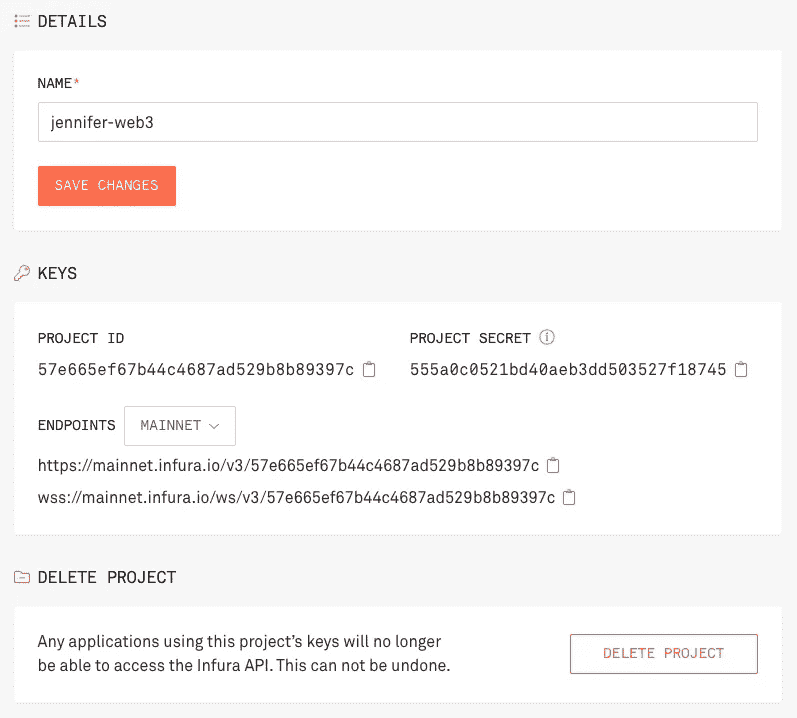 DETAILS
NAME*
jennifer-web3
SAVE CHANGES
KEYS
PROJECT ID
57e665ef67b44c4687ad529b8b89397c
PROJECT SECRET
555a0c0521bd40aeb3dd503527f18745
ENDPOINTS MAINNET
https://mainnet.infura.io/v3/57e665ef67b44c4687ad529b8b89397c
wss://mainnet.infura.io/ws/v3/57e665ef67b44c4687ad529b8b89397c
DELETE PROJECT
Any applications using this project's keys will no longer
be able to access the Infura API. This can not be undone.
DELETE PROJECT